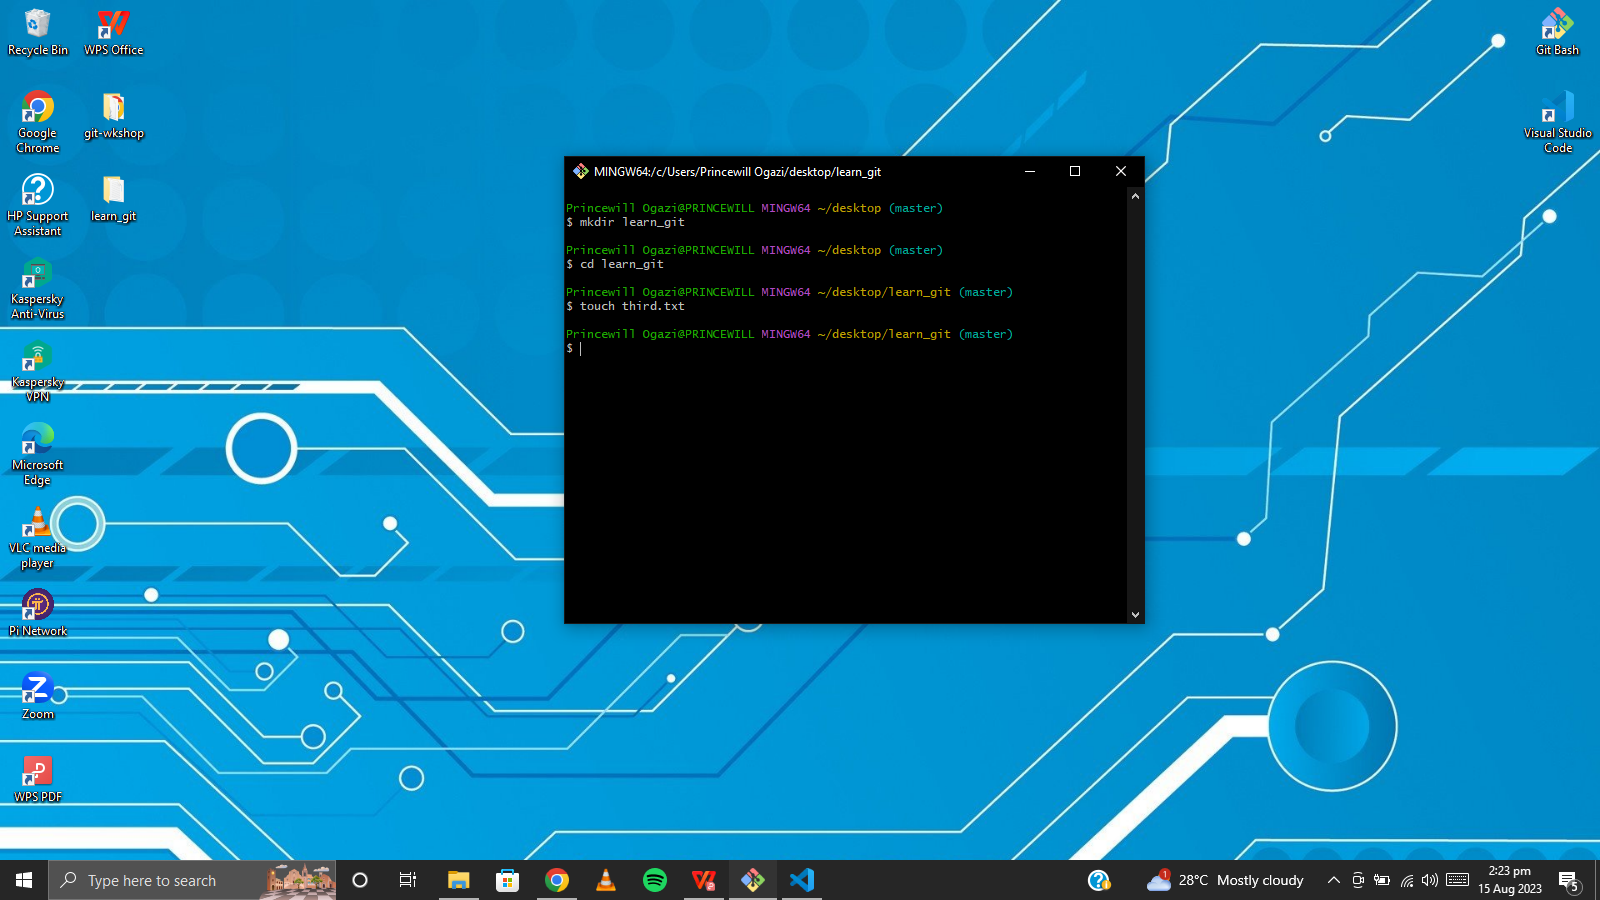 Recycle Bin
WPS Office
Google
Chrome
git-wkshop
HP Support
Assistant
learn_git
Kaspersky
Anti-Virus
Kaspersky
VPN
Microsoft
Edge
VLC media
player
Pi Network
Zoom
WPS PDF
MINGW64:/c/Users/Princewill Ogazi/desktop/learn_git
Princewill Ogazi@PRINCEWILL MINGW64 ~/desktop (master)
$ mkdir learn_git
Princewill Ogazi@PRINCEWILL MINGW64 ~/desktop (master)
$ cd learn_git
Princewill Ogazi@PRINCEWILL MINGW64 ~/desktop/learn_git (master)
$ touch third.txt
Princewill Ogazi@PRINCEWILL MINGW64 ~/desktop/learn_git (master)
$
Git Bash
Visual Studio
Code
Type here to search
1
28°C Mostly cloudy
2:23 pm
15 Aug 2023
5